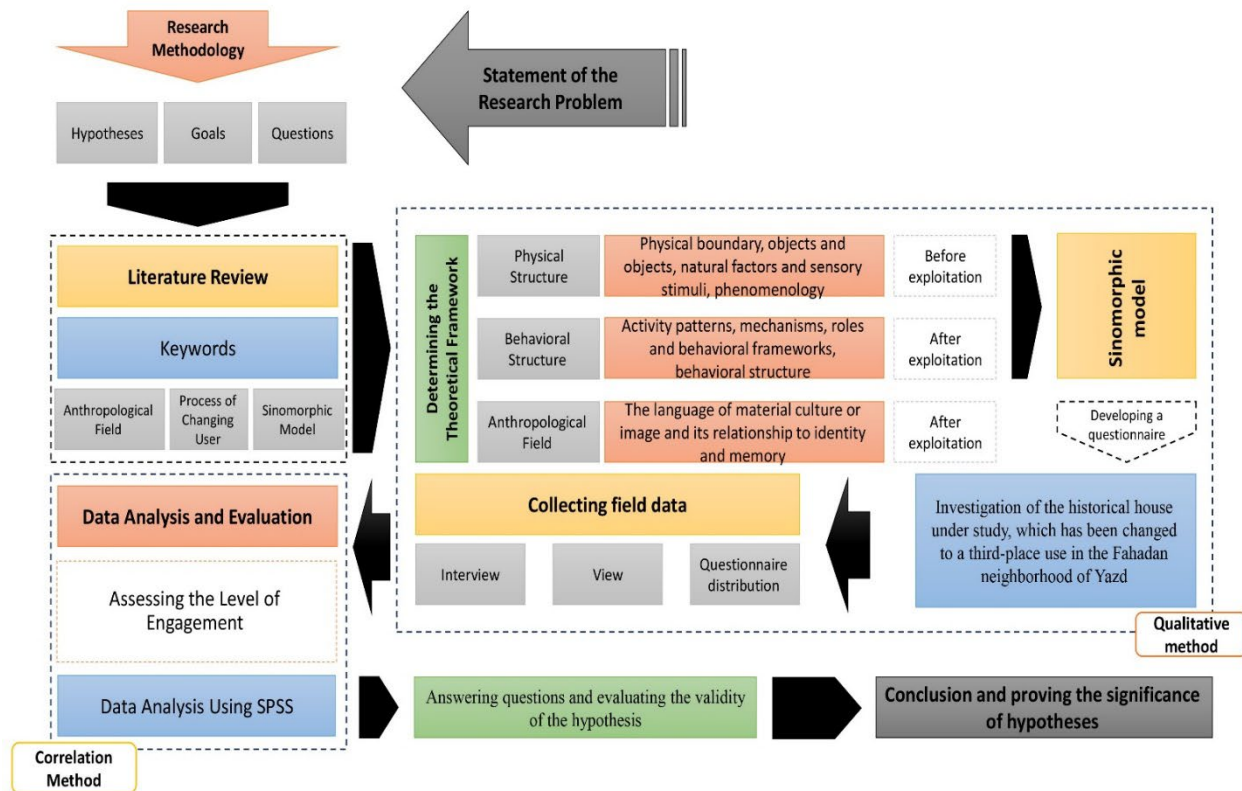 Research
Methodology
Statement of the
Research Problem
Hypotheses
Goals
Questions
Literature Review
Keywords
Anthropological
Field
Process of
Changing
User
Sinomorphic
Model
Determining the
Theoretical Framework
Physical
Structure
Physical boundary, objects and
objects, natural factors and sensory
stimuli, phenomenology
Before
exploitation
Behavioral
Structure
Activity patterns, mechanisms, roles
and behavioral frameworks,
behavioral structure
After
exploitation
Anthropological
Field
The language of material culture or
image and its relationship to identity
and memory
After
exploitation
Sinomorphic
model
Developing a
questionnaire
Investigation of the historical house
under study, which has been changed
to a third-place use in the Fahadan
neighborhood of Yazd
Collecting field data
Interview
View
Questionnaire
distribution
Qualitative
method
Data Analysis and Evaluation
Assessing the Level of
Engagement
Data Analysis Using SPSS
Correlation
Method
Answering questions and evaluating the validity
of the hypothesis
Conclusion and proving the significance
of hypotheses